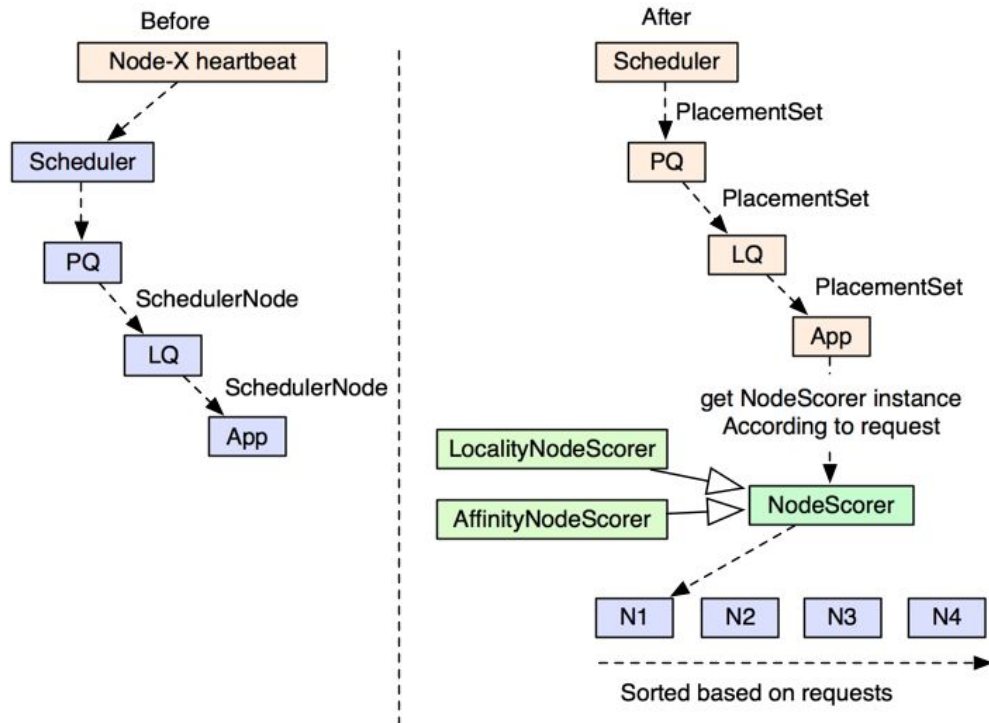 Before
Node-X heartbeat
Scheduler
PQ
SchedulerNode
LQ
SchedulerNode
App
After
Scheduler
PlacementSet
PQ
PlacementSet
LQ
PlacementSet
App
get NodeScorer instance
According to request
LocalityNodeScorer
AffinityNodeScorer
NodeScorer
N1 N2 N3 N4
Sorted based on requests